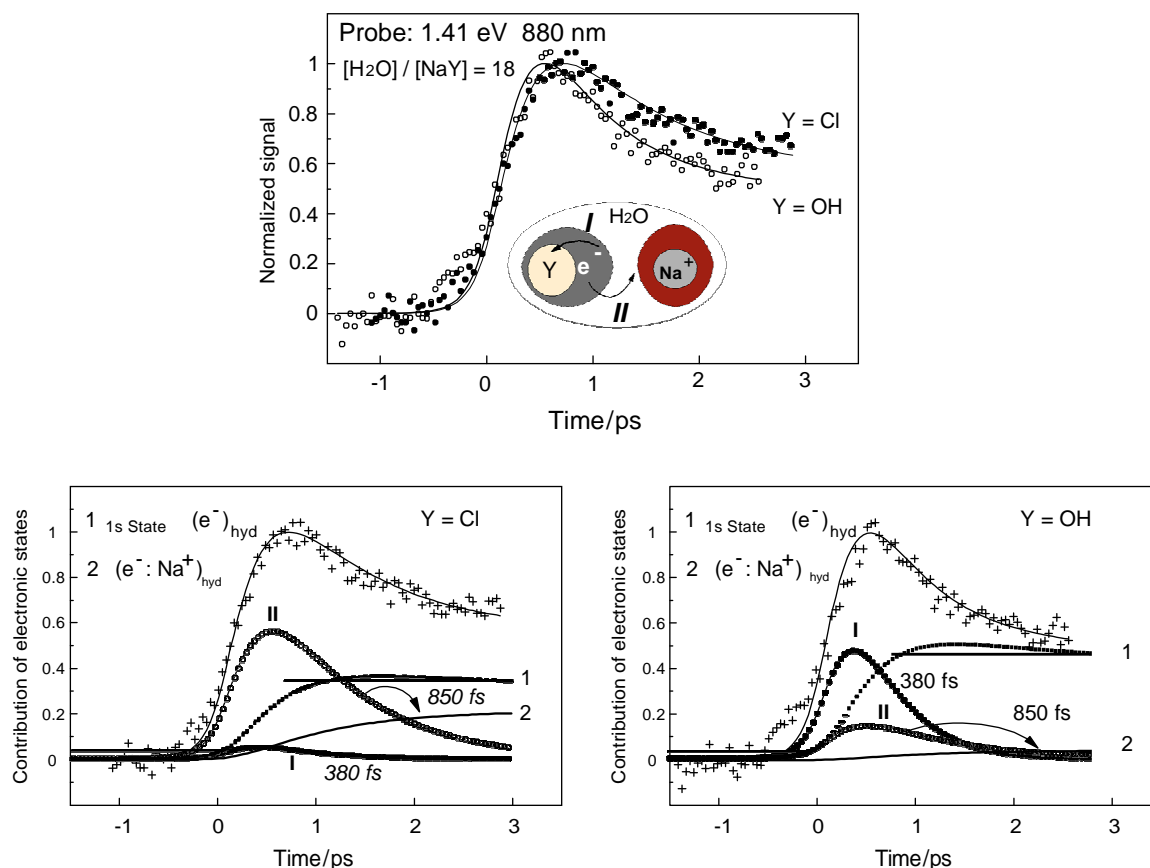 Probe: 1.41 eV 880 nm
[H2O] / [NaY] = 18
1
0.8
0.6
0.4
0.2
0
Normalized signal
Y = Cl
Y = OH
I
H2O
Y
e-
Na+
II
-1
0
1
2
3
Time/ps
Contribution of electronic states
1
0.8
0.6
0.4
0.2
0
1 1s State (e-)hyd
Y = Cl
2 (e-: Na+)hyd
II
1
850 fs
2
I
380 fs
-1
0
1
2
3
Time/ps
Contribution of electronic states
1
0.8
0.6
0.4
0.2
0
1 1s State (e-)hyd
Y = OH
2 (e-: Na+)hyd
I
1
380 fs
II
850 fs
2
-1
0
1
2
3
Time/ps